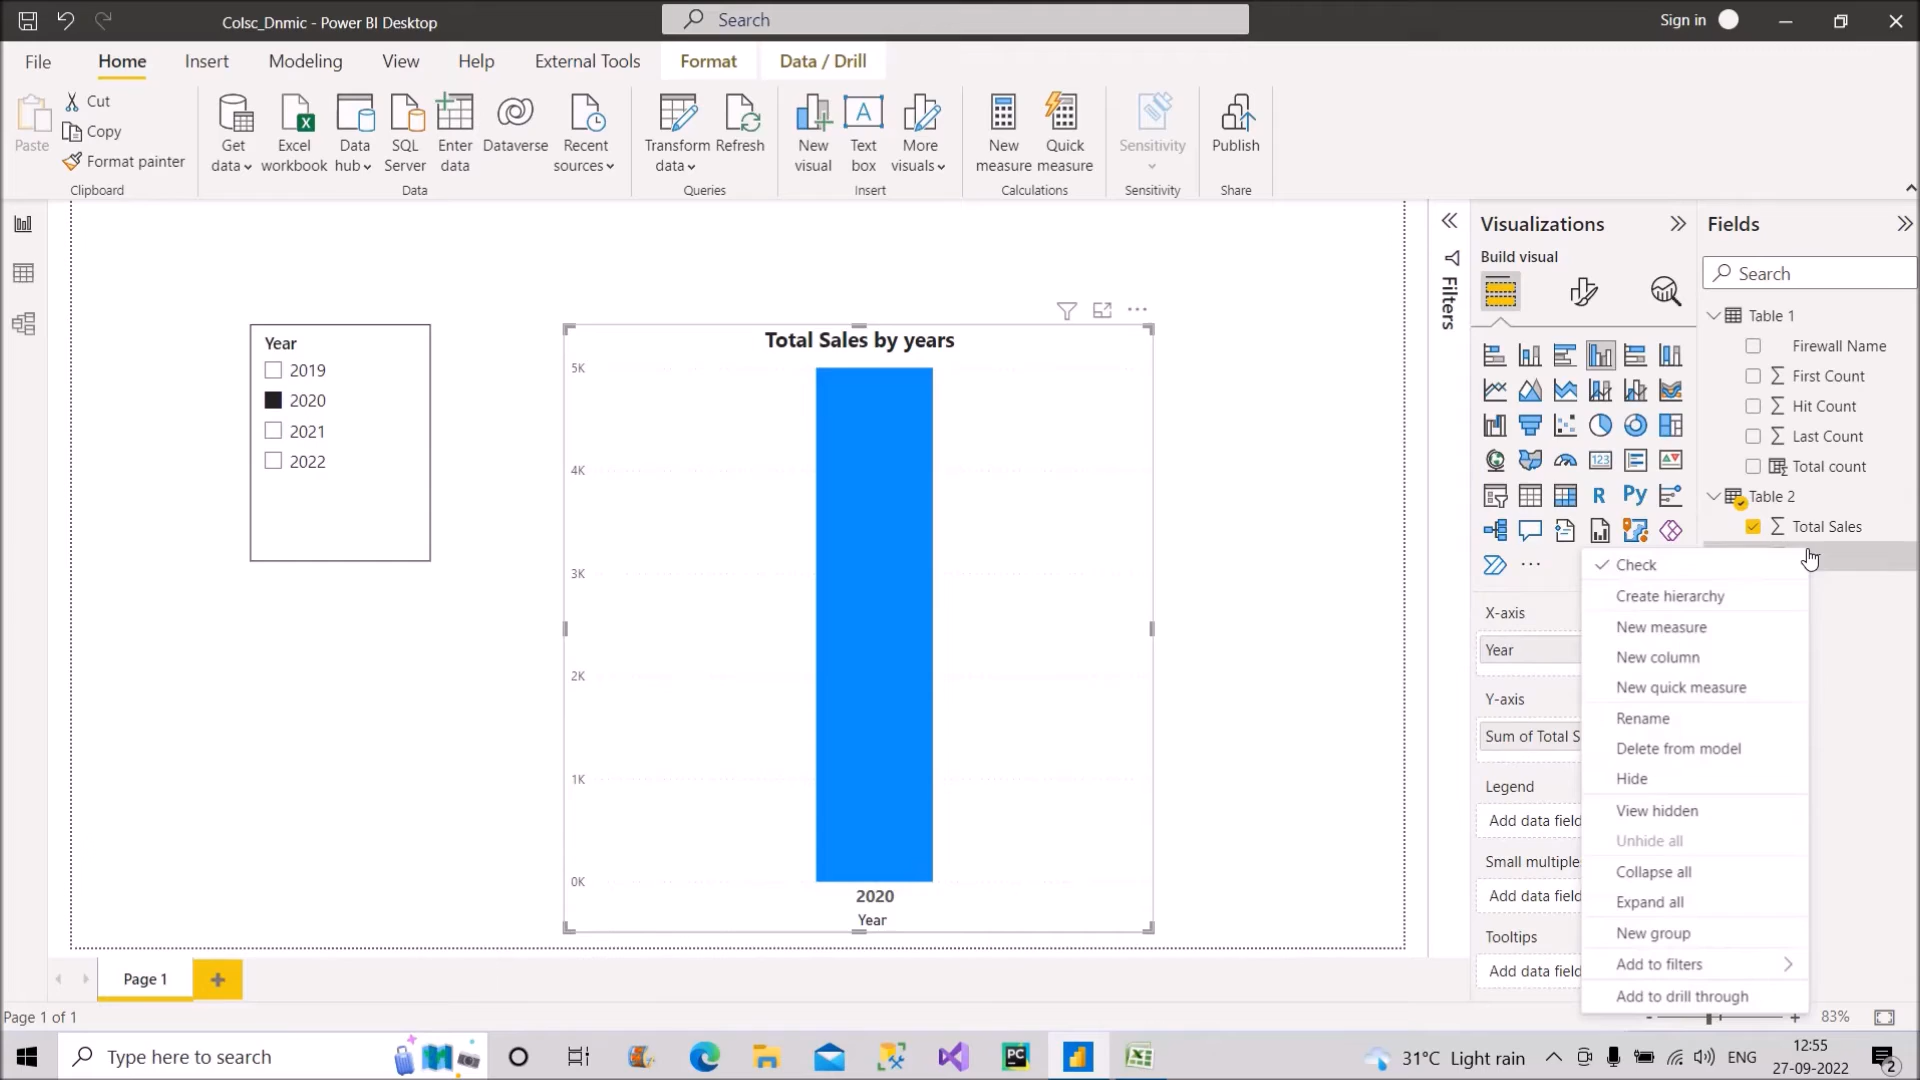 Colsc_Dnmic - Power BI Desktop
Search
Sign in
File
Home
Insert
Modeling
View
Help
External Tools
Format
Data / Drill
Paste
Cut
Copy
Format painter
Clipboard
Get data
Excel workbook
Data hub
SQL Server
Enter data
Dataverse
Recent sources
Data
Transform data
Refresh
Queries
New visual
Text box
More visuals
Insert
New measure
Quick measure
Calculations
Sensitivity
Sensitivity
Publish
Share
Year
2019
2020
2021
2022
Total Sales by years
5K
4K
3K
2K
1K
0K
2020
Year
Filters
Visualizations
Build visual
123
R
Py
X-axis
Year
Y-axis
Sum of Total S
Legend
Add data field
Small multiple
Add data field
Tooltips
Add data field
Fields
Search
Table 1
Firewall Name
First Count
Hit Count
Last Count
Total count
Table 2
Total Sales
Check
Create hierarchy
New measure
New column
New quick measure
Rename
Delete from model
Hide
View hidden
Unhide all
Collapse all
Expand all
New group
Add to filters
Add to drill through
Page 1
Page 1 of 1
83%
Type here to search
PC
31°C Light rain
ENG
12:55
27-09-2022
2